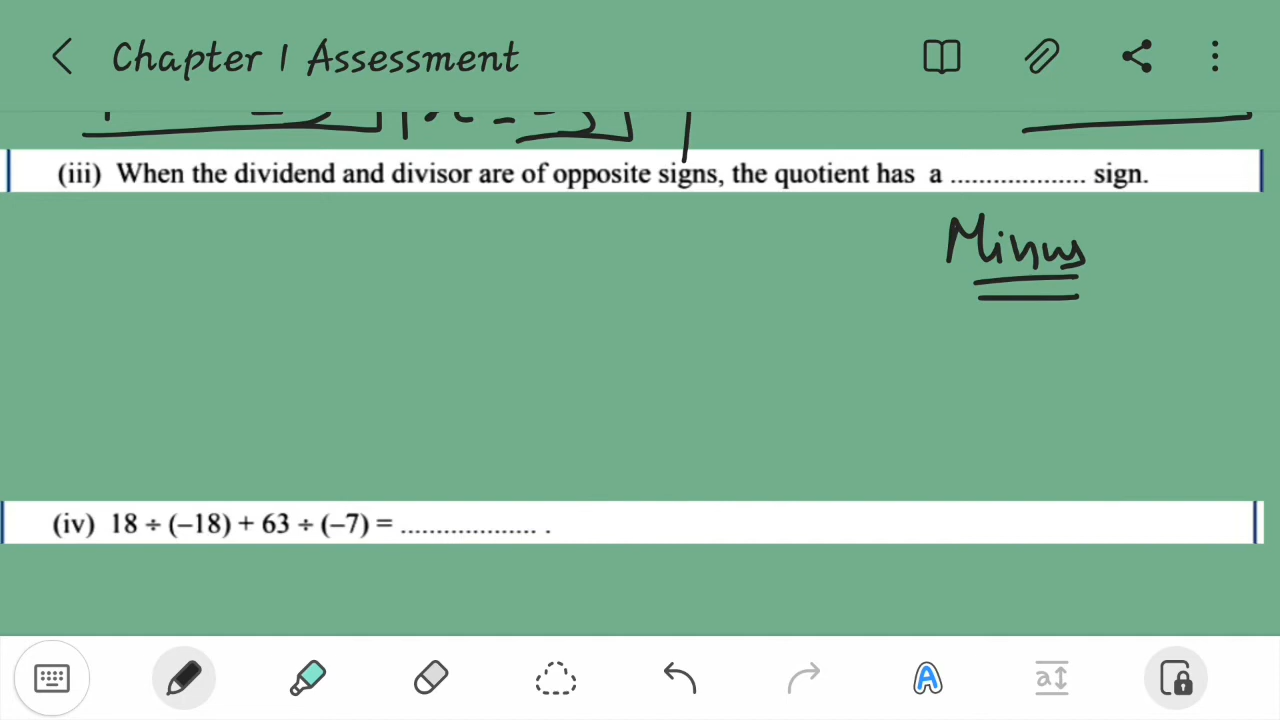 Chapter 1 Assessment
(iii) When the dividend and divisor are of opposite signs, the quotient has a .................... sign.
Minus
(iv) 18 ÷ (–18) + 63 ÷ (–7) = ................... .